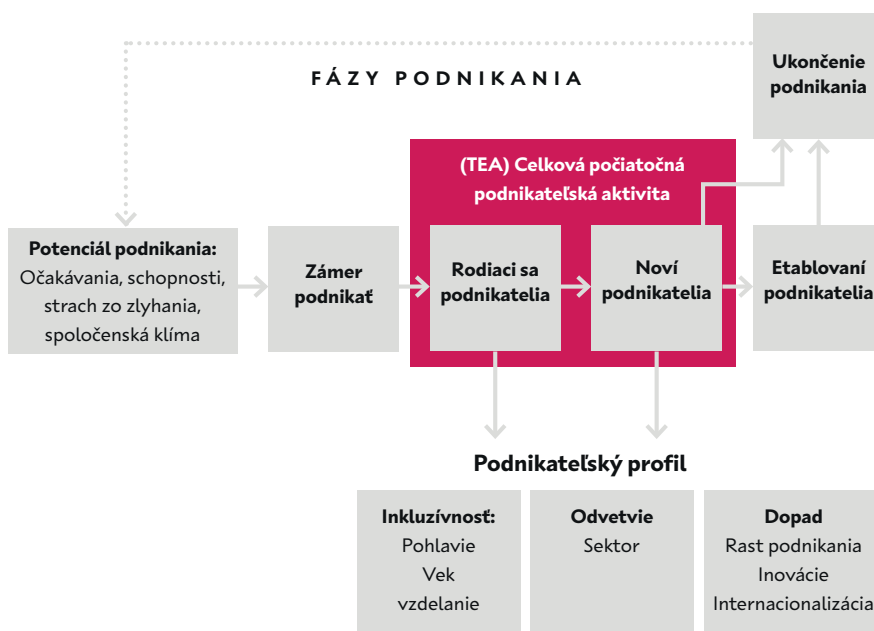 Ukončenie
podnikania
FÁZY PODNIKANIA
(TEA) Celková počiatočná
podnikateľská aktivita
Potenciál podnikania:
Očakávania, schopnosti,
strach zo zlyhania,
spoločenská klíma
Zámer
podnikať
Rodiaci sa
podnikatelia
Noví
podnikatelia
Etablovaní
podnikatelia
Podnikateľský profil
Inkluzívnosť:
Pohlavie
Vek
vzdelanie
Odvetvie
Sektor
Dopad
Rast podnikania
Inovácie
Internacionalizácia